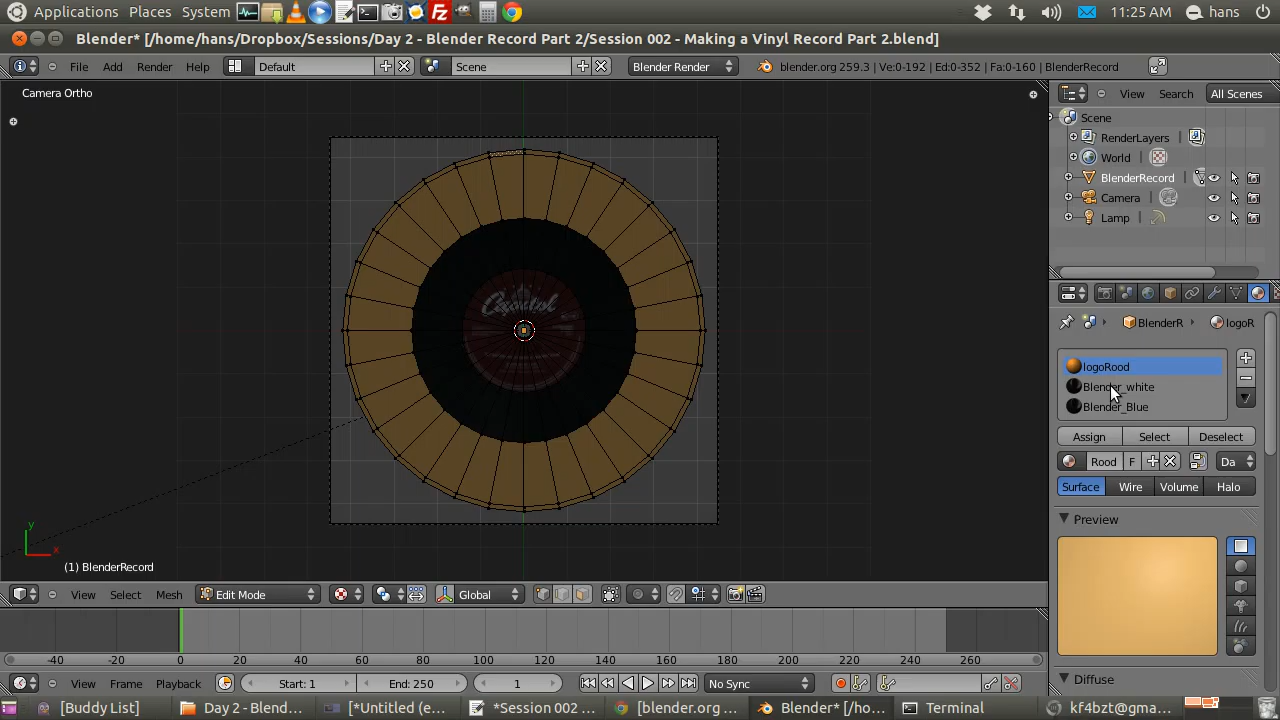 Applications Places System 11:25 AM hans
Blender* [/home/hans/Dropbox/Sessions/Day 2 - Blender Record Part 2/Session 002 - Making a Vinyl Record Part 2.blend]
File Add Render Help Default Scene Blender Render blender.org 259.3 | Ve:0-192 | Ed:0-352 | Fa:0-160 | BlenderRecord
View Search All Scenes
Camera Ortho
Scene
RenderLayers
World
BlenderRecord
Camera
Lamp
BlenderR logoR
Capitol
logoRood
Blender_white
Blender_Blue
Assign Select Deselect
Rood F Da
Surface Wire Volume Halo
Preview
y
x
(1) BlenderRecord
View Select Mesh Edit Mode Global
-40 -20 0 20 40 60 80 100 120 140 160 180 200 220 240 260
Diffuse
View Frame Playback Start: 1 End: 250 1 No Sync
[Buddy List] Day 2 - Blend... [*Untitled (e... *Session 002 ... [blender.org ... Blender* [/ho... Terminal kf4bzt@gma...